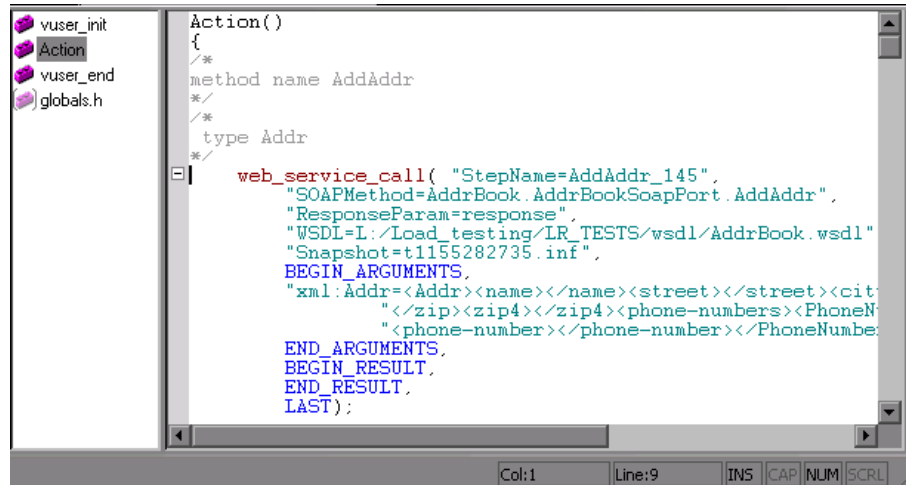 vuser_init
Action
vuser_end
globals.h
Action()
{
/*
method name AddAddr
*/
/*
type Addr
*/
web_service_call( "StepName=AddAddr_145",
"SOAPMethod=AddrBook.AddrBookSoapPort.AddAddr",
"ResponseParam=response",
"WSDL=L:/Load_testing/LR_TESTS/wsdl/AddrBook.wsdl"
"Snapshot=t1155282735.inf",
BEGIN_ARGUMENTS,
"xml:Addr=<Addr><name></name><street></street><cit
"</zip><zip4></zip4><phone-numbers><PhoneN
"<phone-number></phone-number></PhoneNumbe
END_ARGUMENTS,
BEGIN_RESULT,
END_RESULT,
LAST);
Col:1 Line:9 INS CAP NUM SCRL